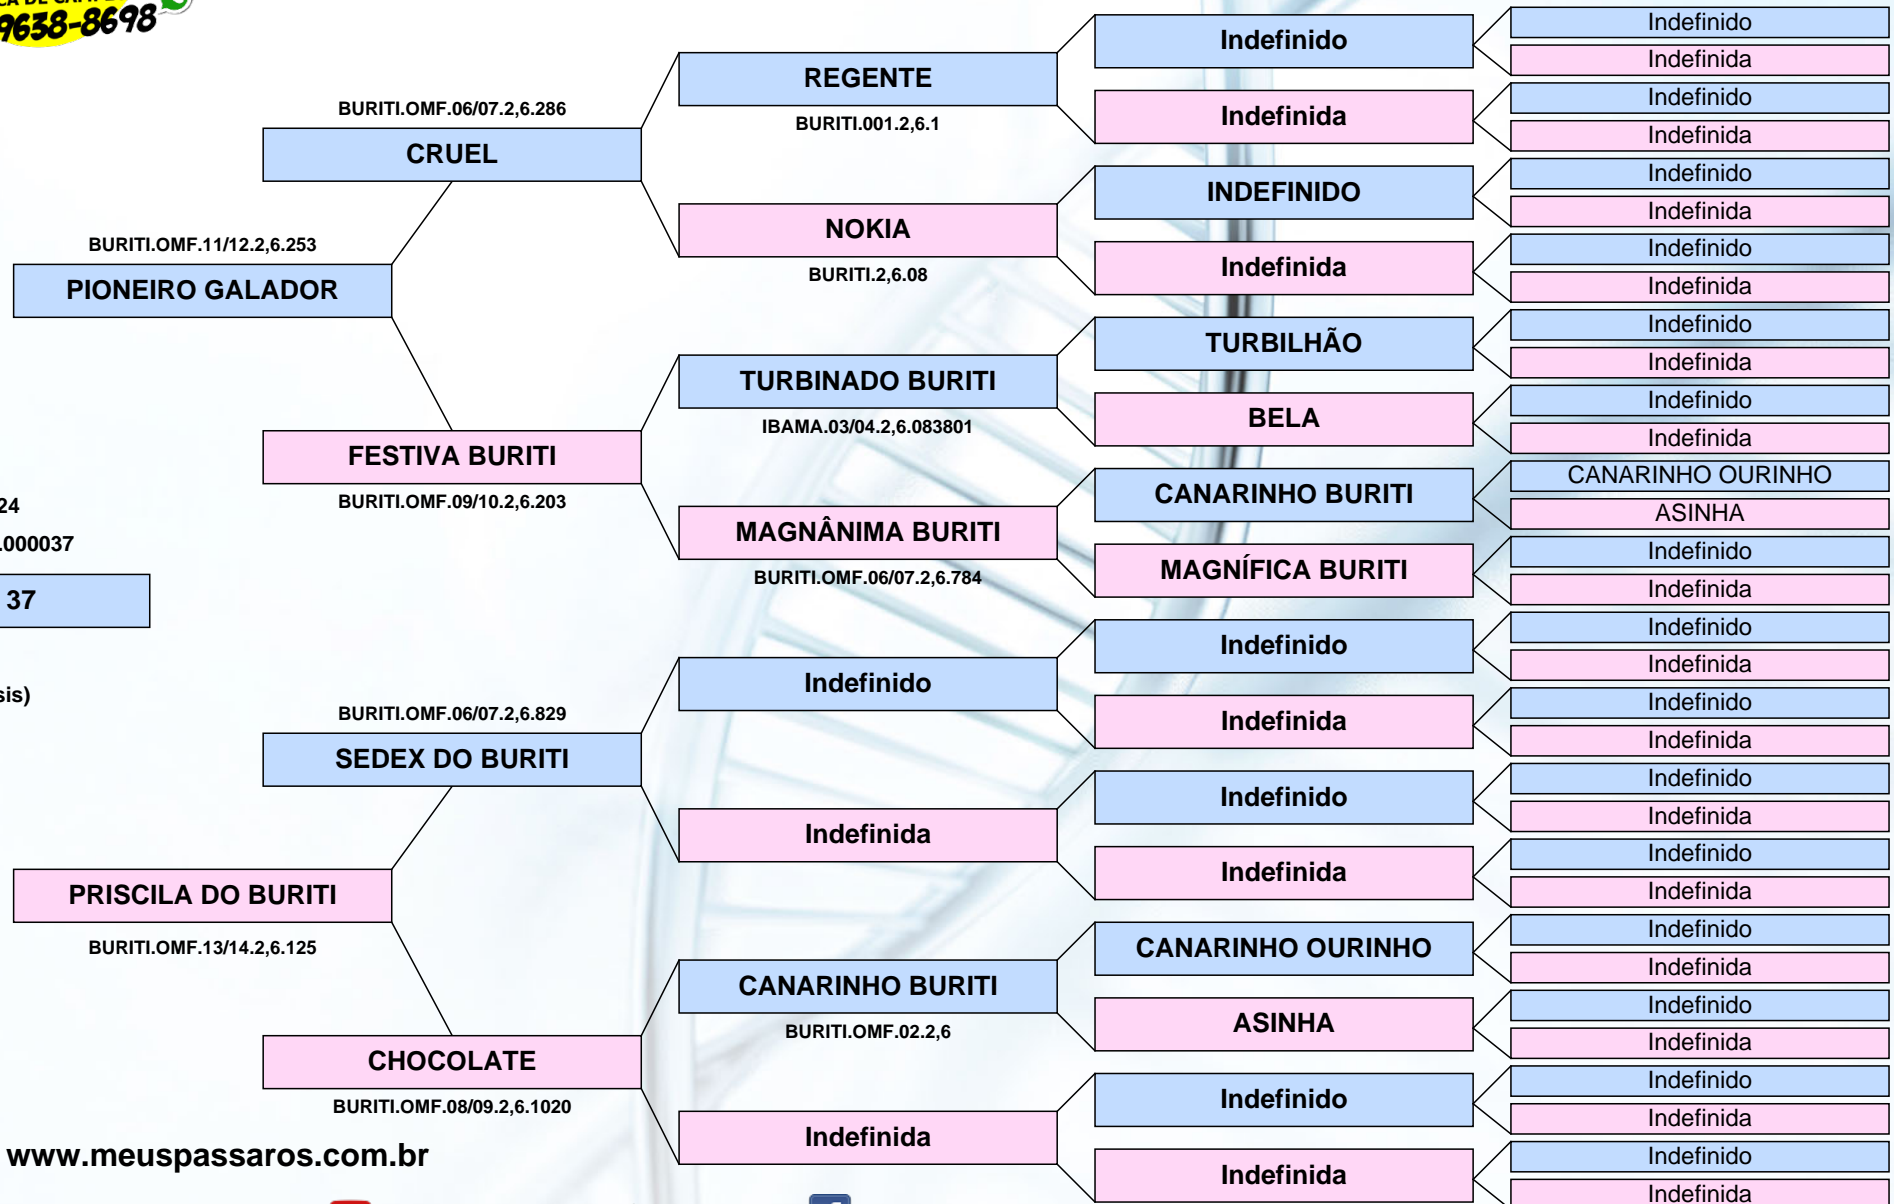 9638-8698
24
.000037
37
sis)
BURITI.OMF.11/12.2,6.253
PIONEIRO GALADOR
PRISCILA DO BURITI
BURITI.OMF.13/14.2,6.125
BURITI.OMF.06/07.2,6.286
CRUEL
FESTIVA BURITI
BURITI.OMF.09/10.2,6.203
BURITI.OMF.06/07.2,6.829
SEDEX DO BURITI
CHOCOLATE
BURITI.OMF.08/09.2,6.1020
REGENTE
BURITI.001.2,6.1
NOKIA
BURITI.2,6.08
TURBINADO BURITI
IBAMA.03/04.2,6.083801
MAGNÂNIMA BURITI
BURITI.OMF.06/07.2,6.784
Indefinido
Indefinida
CANARINHO BURITI
BURITI.OMF.02.2,6
Indefinida
Indefinido
Indefinida
INDEFINIDO
Indefinida
TURBILHÃO
BELA
CANARINHO BURITI
MAGNÍFICA BURITI
Indefinido
Indefinida
Indefinido
Indefinida
CANARINHO OURINHO
ASINHA
Indefinido
Indefinida
Indefinido
Indefinida
Indefinido
Indefinida
Indefinido
Indefinida
Indefinido
Indefinida
Indefinido
Indefinida
Indefinido
Indefinida
CANARINHO OURINHO
ASINHA
Indefinido
Indefinida
Indefinido
Indefinida
Indefinido
Indefinida
Indefinido
Indefinida
Indefinido
Indefinida
Indefinido
Indefinida
Indefinido
Indefinida
Indefinido
Indefinida
Indefinido
Indefinida
www.meuspassaros.com.br